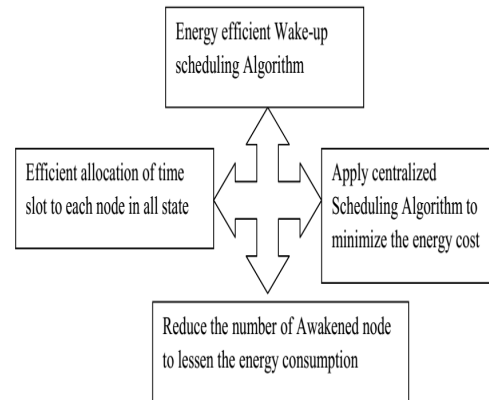 Energy efficient Wake-up
scheduling Algorithm
Efficient allocation of time
slot to each node in all state
Apply centralized
Scheduling Algorithm to
minimize the energy cost
Reduce the number of Awakened node
to lessen the energy consumption